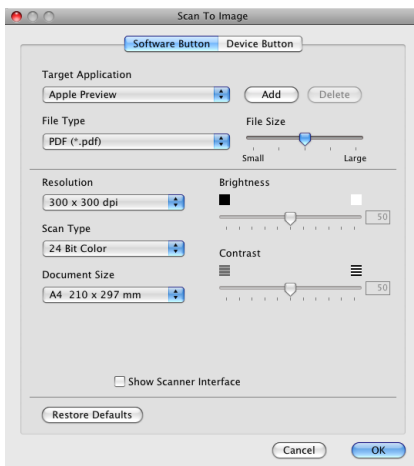 Scan To Image
Software Button Device Button
Target Application
Apple Preview Add Delete
File Type File Size
PDF (*.pdf)
Small Large
Resolution Brightness
300 x 300 dpi
50
Scan Type
24 Bit Color
Contrast
Document Size
A4 210 x 297 mm 50
Show Scanner Interface
Restore Defaults
Cancel OK